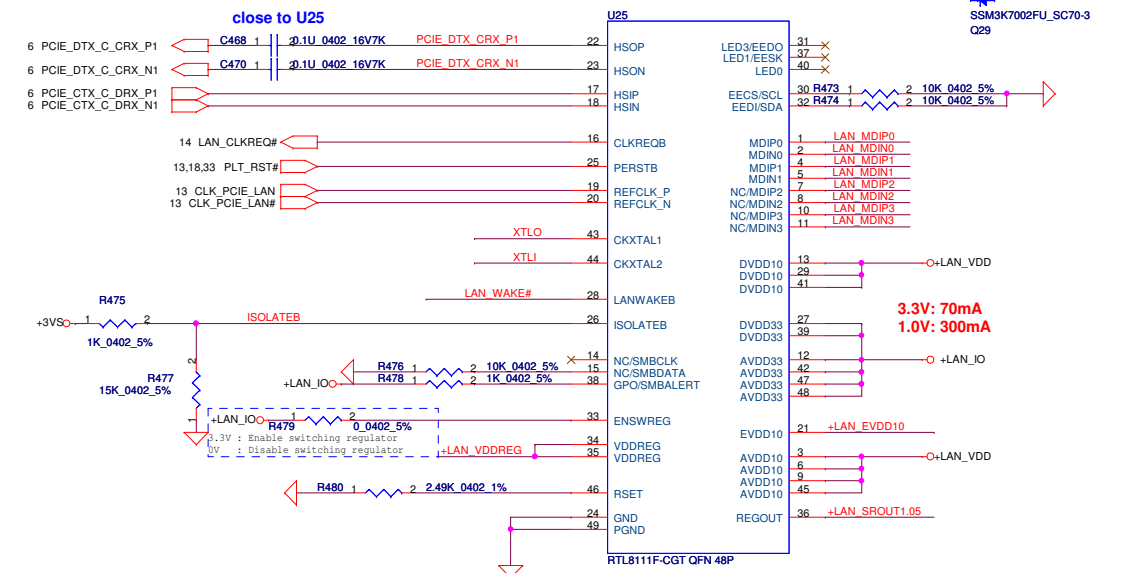 close to U25
U25
SSM3K7002FU_SC70-3
Q29
6 PCIE_DTX_C_CRX_P1 C468 1 2 0.1U_0402_16V7K PCIE_DTX_CRX_P1 22 HSOP
6 PCIE_DTX_C_CRX_N1 C470 1 2 0.1U_0402_16V7K PCIE_DTX_CRX_N1 23 HSON
6 PCIE_CTX_C_DRX_P1 17 HSIP
6 PCIE_CTX_C_DRX_N1 18 HSIN
14 LAN_CLKREQ# 16 CLKREQB
13,18,33 PLT_RST# 25 PERSTB
13 CLK_PCIE_LAN 19 REFCLK_P
13 CLK_PCIE_LAN# 20 REFCLK_N
XTLO 43 CKXTAL1
XTLI 44 CKXTAL2
LAN_WAKE# 28 LANWAKEB
R475
+3VS 1 2 ISOLATEB 26 ISOLATEB
1K_0402_5%
R477 2 1
15K_0402_5%
14 NC/SMBCLK
R476 1 2 10K_0402_5% 15 NC/SMBDATA
+LAN_IO R478 1 2 1K_0402_5% 38 GPO/SMBALERT
+LAN_IO 1 2 33 ENSWREG
R479 0_0402_5%
3.3V : Enable switching regulator
0V : Disable switching regulator
34 VDDREG
+LAN_VDDREG 35 VDDREG
R480 1 2 2.49K_0402_1% 46 RSET
24 GND
49 PGND
LED3/EEDO 31
LED1/EESK 37
LED0 40
EECS/SCL 30 R473 1 2 10K_0402_5%
EEDI/SDA 32 R474 1 2 10K_0402_5%
MDIP0 1 LAN_MDIP0
MDIN0 2 LAN_MDIN0
MDIP1 4 LAN_MDIP1
MDIN1 5 LAN_MDIN1
NC/MDIP2 7 LAN_MDIP2
NC/MDIN2 8 LAN_MDIN2
NC/MDIP3 10 LAN_MDIP3
NC/MDIN3 11 LAN_MDIN3
DVDD10 13 +LAN_VDD
DVDD10 29
DVDD10 41
3.3V: 70mA
1.0V: 300mA
DVDD33 27
DVDD33 39
AVDD33 12 +LAN_IO
AVDD33 42
AVDD33 47
AVDD33 48
EVDD10 21 +LAN_EVDD10
AVDD10 3 +LAN_VDD
AVDD10 6
AVDD10 9
AVDD10 45
REGOUT 36 +LAN_SROUT1.05
RTL8111F-CGT QFN 48P